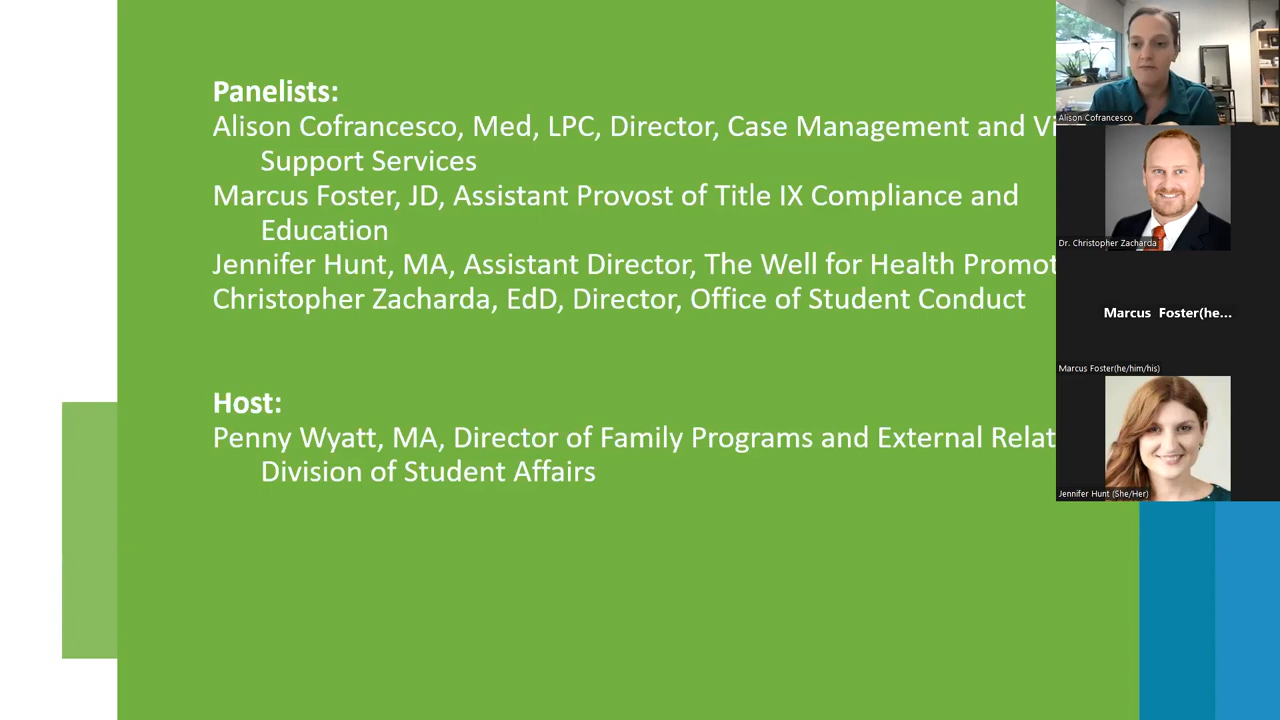 Panelists:
Alison Cofrancesco, Med, LPC, Director, Case Management and
Support Services
Marcus Foster, JD, Assistant Provost of Title IX Compliance and
Education
Jennifer Hunt, MA, Assistant Director, The Well for Health
Christopher Zacharda, EdD, Director, Office of Student Conduct
Host:
Penny Wyatt, MA, Director of Family Programs and External
Division of Student Affairs
Alison Cofrancesco
Dr. Christopher Zacharda
Marcus Foster(he...
Marcus Foster(he/him/his)
Jennifer Hunt (She/Her)